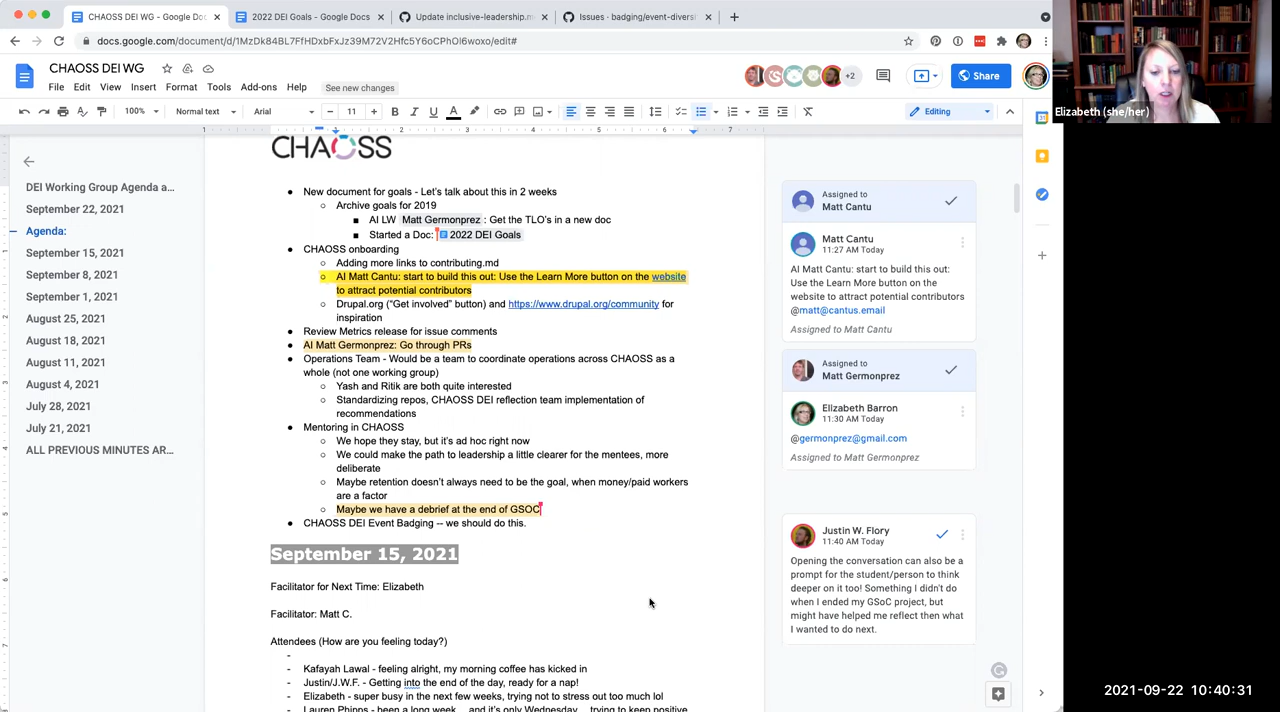 CHAOSS DEI WG - Google Doc
2022 DEI Goals - Google Docs
Update inclusive-leadership.m
Issues · badging/event-divers
docs.google.com/document/d/1MzDk84BL7FfHDxbFxJz39M72V2Hfc5Y6oCPhOl6woxo/edit#
CHAOSS DEI WG
File Edit View Insert Format Tools Add-ons Help See new changes
+2
Share
100% Normal text Arial 11 B I U A Editing
Elizabeth (she/her)
1 1 2 3 4 5 6 7
DEI Working Group Agenda a...
September 22, 2021
Agenda:
September 15, 2021
September 8, 2021
September 1, 2021
August 25, 2021
August 18, 2021
August 11, 2021
August 4, 2021
July 28, 2021
July 21, 2021
ALL PREVIOUS MINUTES AR...
CHAOSS
● New document for goals - Let's talk about this in 2 weeks
○ Archive goals for 2019
■ AI LW Matt Germonprez : Get the TLO's in a new doc
■ Started a Doc: 2022 DEI Goals
● CHAOSS onboarding
○ Adding more links to contributing.md
○ AI Matt Cantu: start to build this out: Use the Learn More button on the website
to attract potential contributors
○ Drupal.org ("Get involved" button) and https://www.drupal.org/community for
inspiration
● Review Metrics release for issue comments
● AI Matt Germonprez: Go through PRs
● Operations Team - Would be a team to coordinate operations across CHAOSS as a
whole (not one working group)
○ Yash and Ritik are both quite interested
○ Standardizing repos, CHAOSS DEI reflection team implementation of
recommendations
● Mentoring in CHAOSS
○ We hope they stay, but it's ad hoc right now
○ We could make the path to leadership a little clearer for the mentees, more
deliberate
○ Maybe retention doesn't always need to be the goal, when money/paid workers
are a factor
○ Maybe we have a debrief at the end of GSOC
● CHAOSS DEI Event Badging -- we should do this.
September 15, 2021
Facilitator for Next Time: Elizabeth
Facilitator: Matt C.
Attendees (How are you feeling today?)
-
- Kafayah Lawal - feeling alright, my morning coffee has kicked in
- Justin/J.W.F. - Getting into the end of the day, ready for a nap!
- Elizabeth - super busy in the next few weeks, trying not to stress out too much lol
- Lauren Phipps - been a long week... and it's only Wednesday... trying to keep positive
Assigned to
Matt Cantu
Matt Cantu
11:27 AM Today
AI Matt Cantu: start to build this out:
Use the Learn More button on the
website to attract potential contributors
@matt@cantus.email
Assigned to Matt Cantu
Assigned to
Matt Germonprez
Elizabeth Barron
11:30 AM Today
@germonprez@gmail.com
Assigned to Matt Germonprez
Justin W. Flory
11:40 AM Today
Opening the conversation can also be a
prompt for the student/person to think
deeper on it too! Something I didn't do
when I ended my GSoC project, but
might have helped me reflect then what
I wanted to do next.
2021-09-22 10:40:31